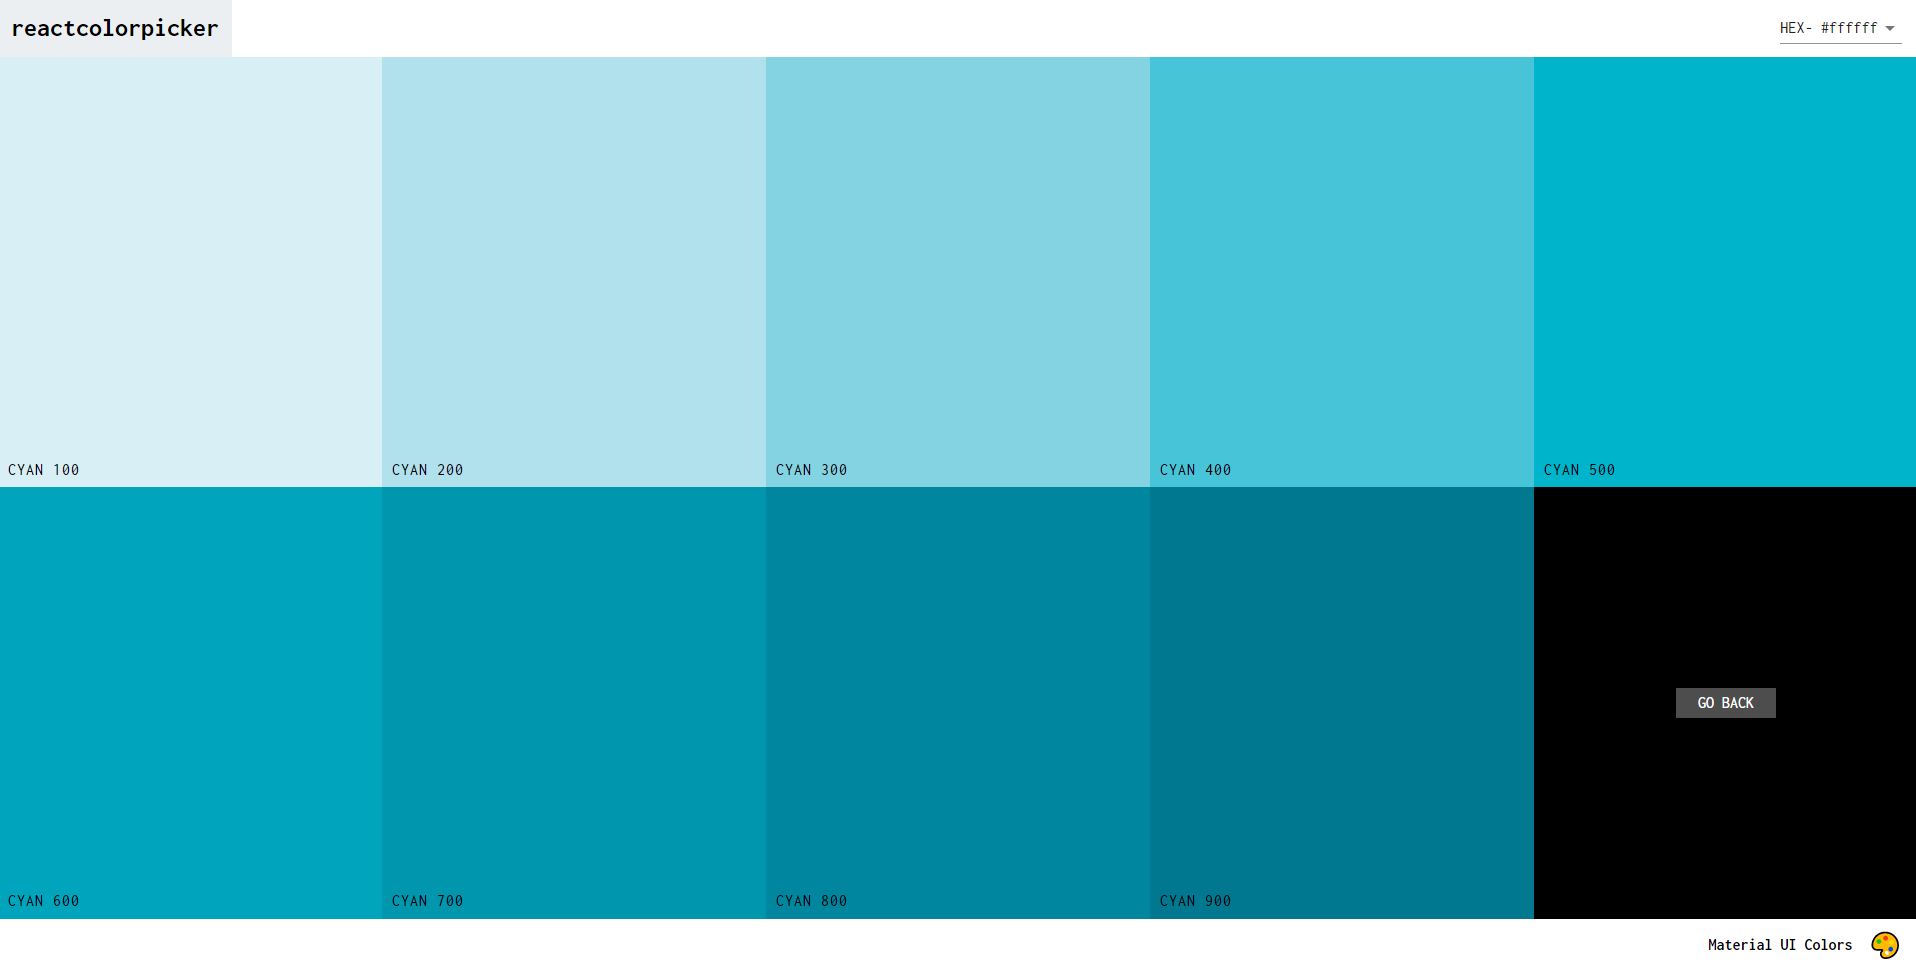 reactcolorpicker
HEX- #ffffff
CYAN 100
CYAN 200
CYAN 300
CYAN 400
CYAN 500
CYAN 600
CYAN 700
CYAN 800
CYAN 900
GO BACK
Material UI Colors